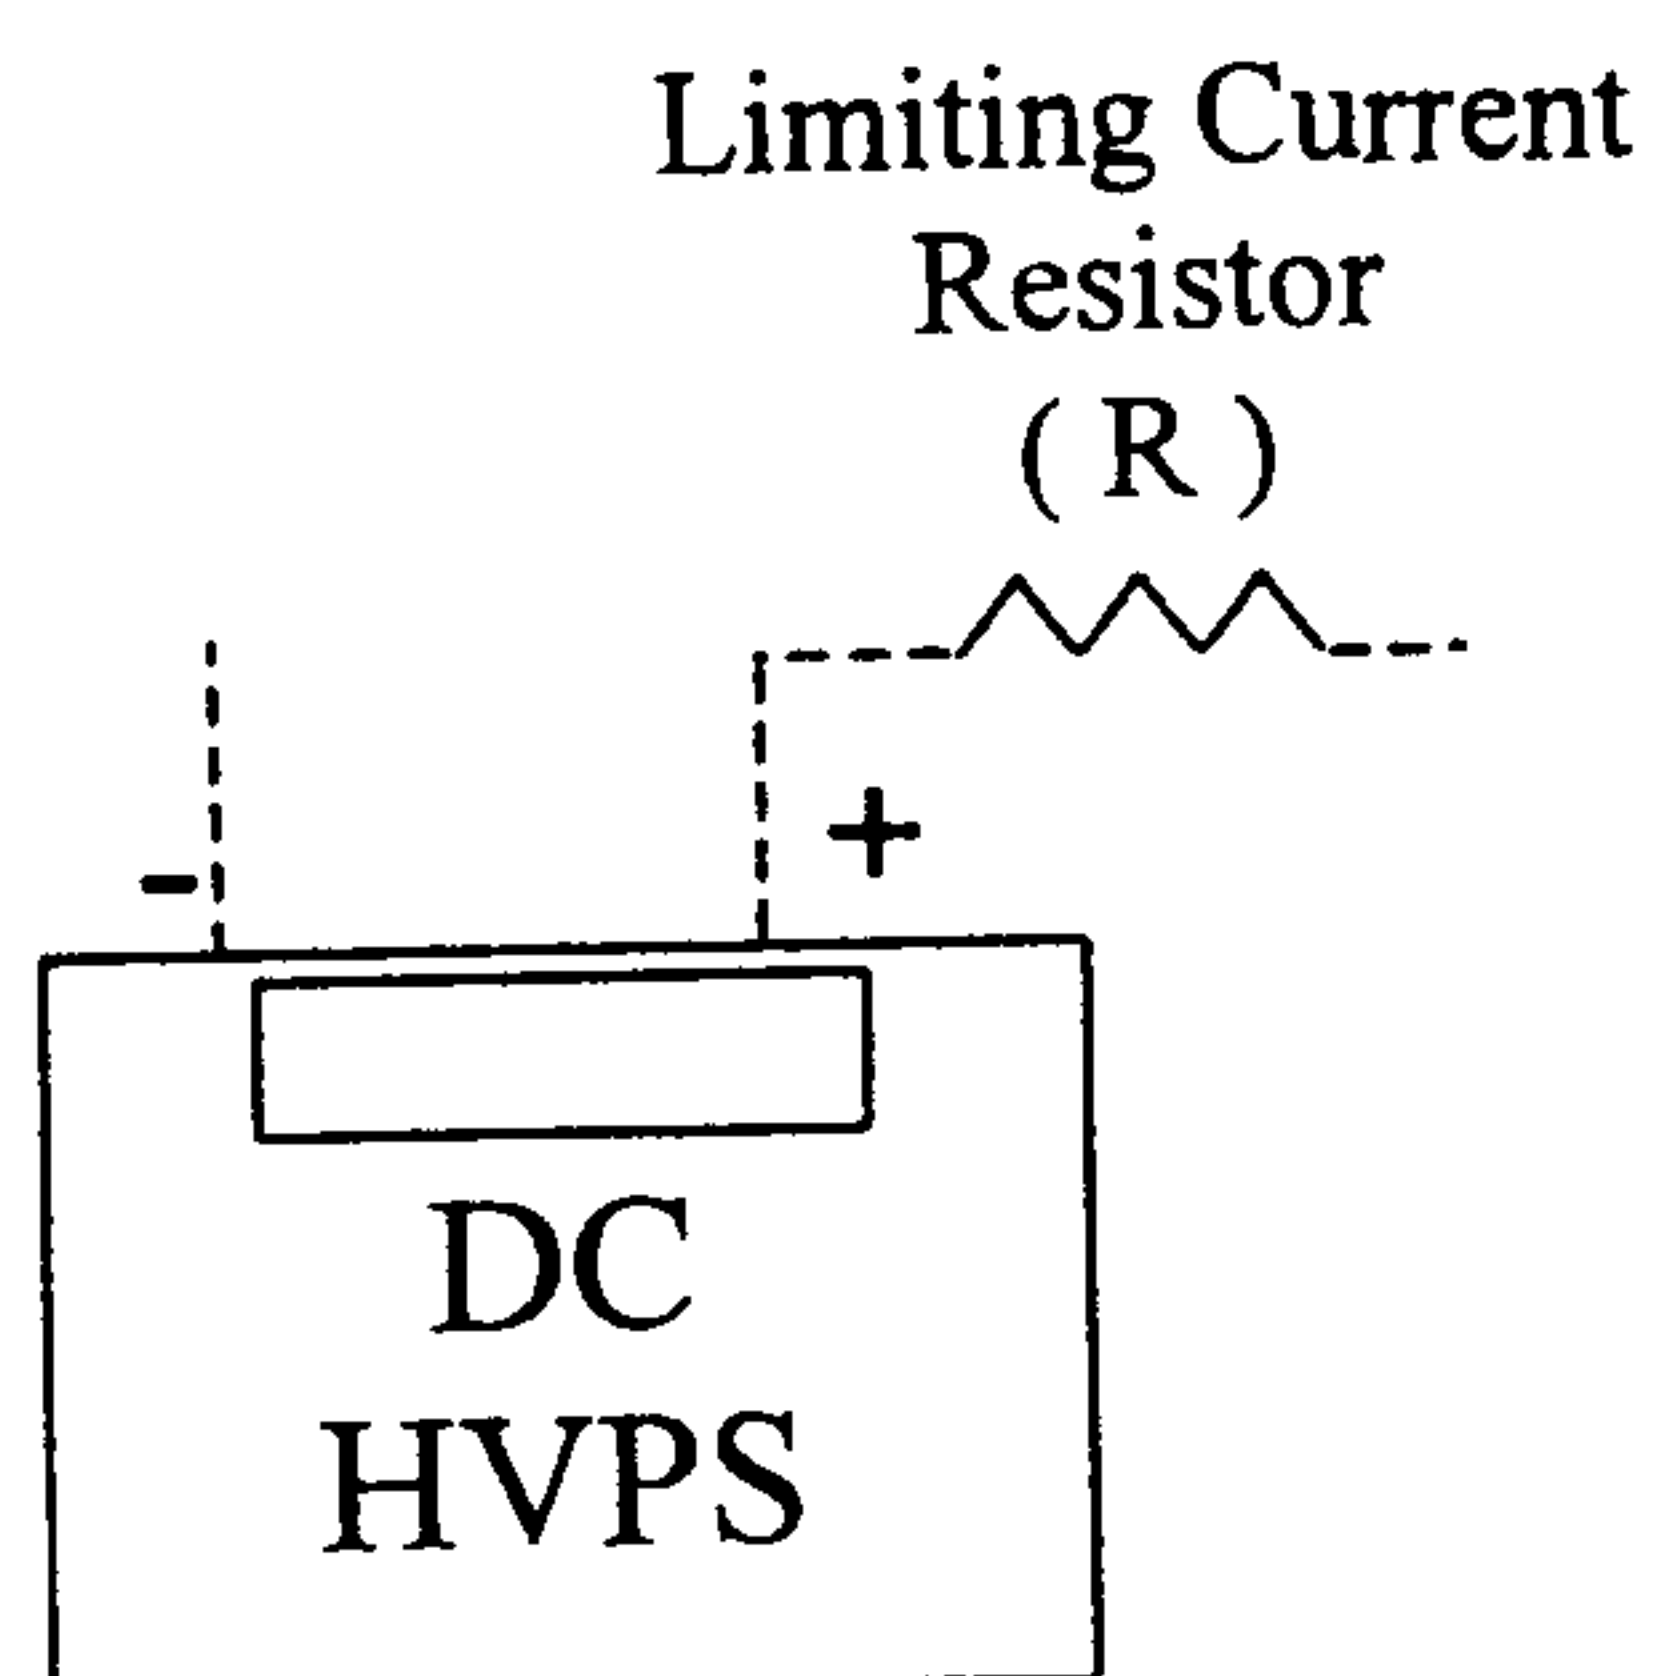 Limiting Current
Resistor
( R )
+
-
DC
HVPS